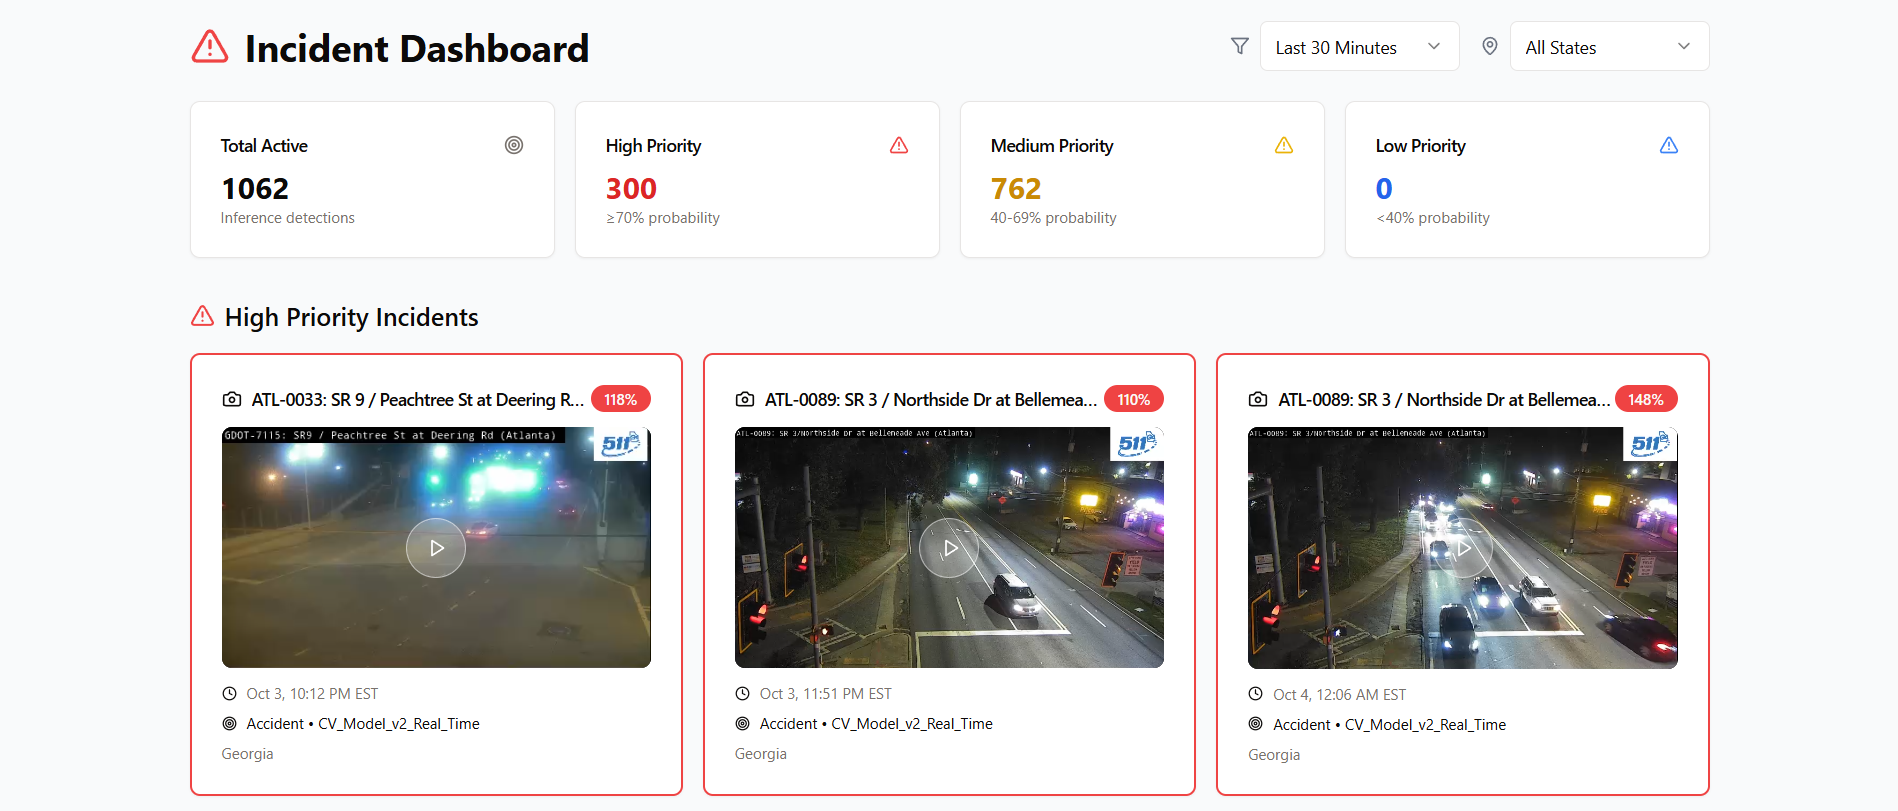 Incident Dashboard
Last 30 Minutes
All States
Total Active
1062
Inference detections
High Priority
300
≥70% probability
Medium Priority
762
40-69% probability
Low Priority
0
<40% probability
High Priority Incidents
ATL-0033: SR 9 / Peachtree St at Deering R...
118%
GDOT-7115: SR9 / Peachtree St at Deering Rd (Atlanta)
511
Oct 3, 10:12 PM EST
Accident • CV_Model_v2_Real_Time
Georgia
ATL-0089: SR 3 / Northside Dr at Bellemea...
110%
ATL-0089: SR 3/Northside Dr at Bellemeade Ave (Atlanta)
511
Oct 3, 11:51 PM EST
Accident • CV_Model_v2_Real_Time
Georgia
ATL-0089: SR 3 / Northside Dr at Bellemea...
148%
ATL-0089: SR 3/Northside Dr at Bellemeade Ave (Atlanta)
511
Oct 4, 12:06 AM EST
Accident • CV_Model_v2_Real_Time
Georgia